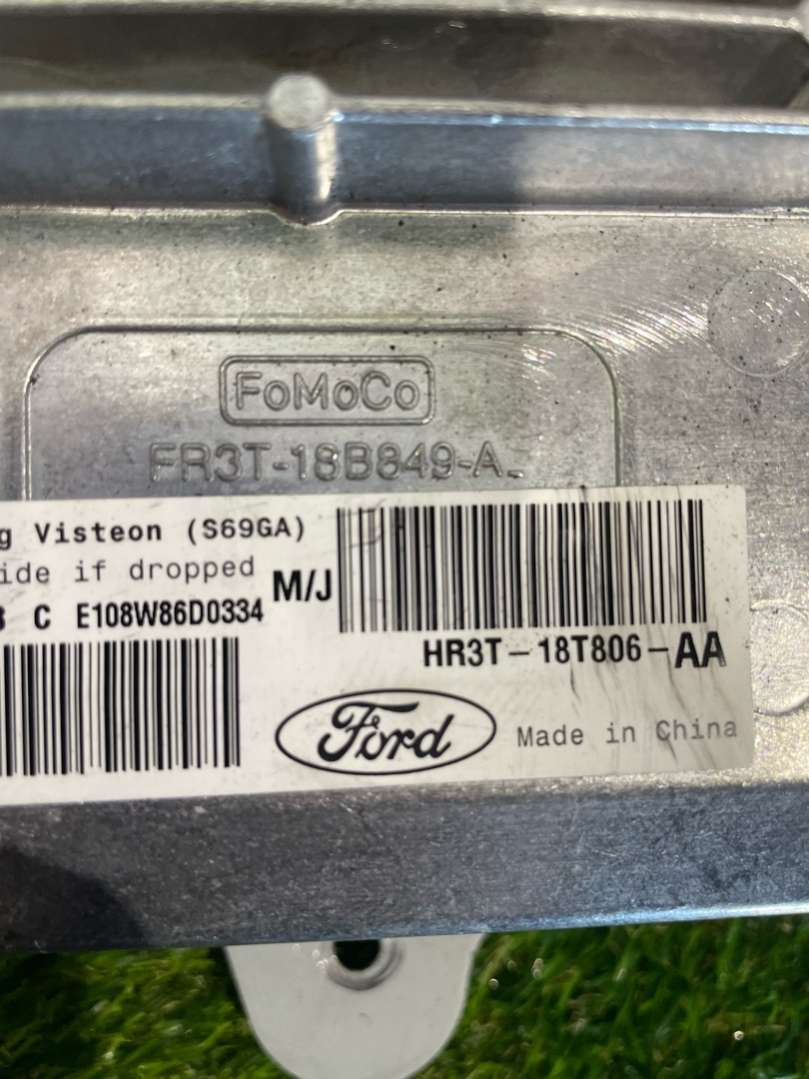 FoMoCo
FR3T-18B849-A
g Visteon (S69GA)
ide if dropped
M/J
C E108W86D0334
HR3T-18T806-AA
Ford
Made in China